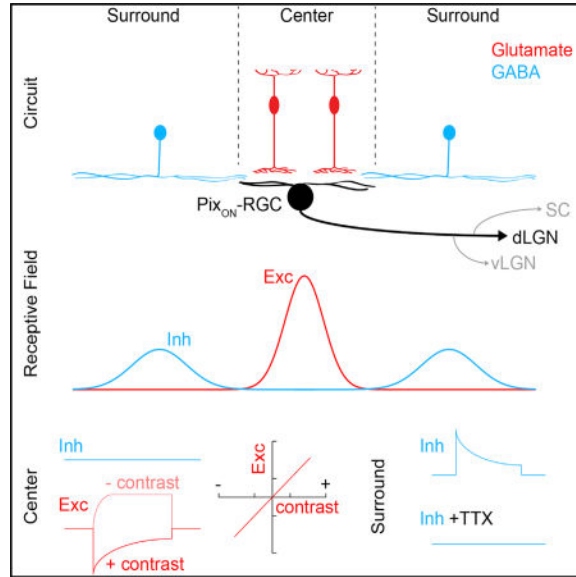 Surround
Center
Surround
Glutamate
GABA
Circuit
PixON-RGC
SC
dLGN
vLGN
Receptive Field
Exc
Inh
Inh
- contrast
Exc
+ contrast
Center
Exc
- +
contrast
Surround
Inh
Inh +TTX